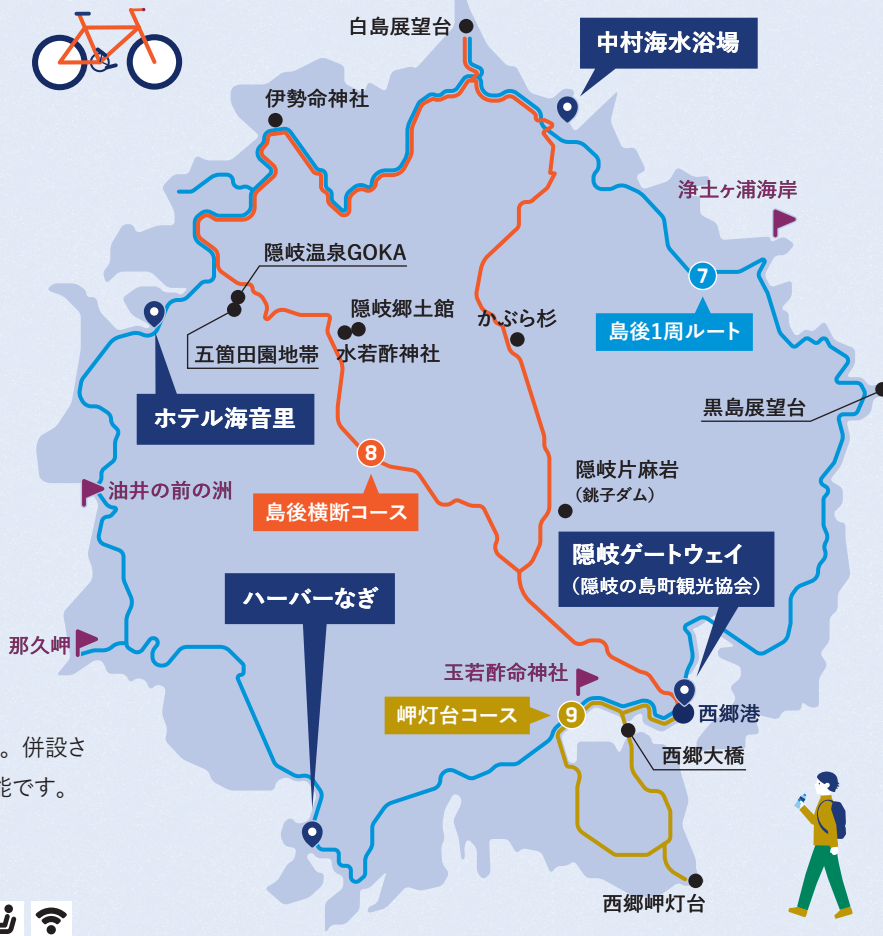 白島展望台
中村海水浴場
伊勢命神社
浄土ヶ浦海岸
隠岐温泉GOKA
7
隠岐郷土館
かぶら杉
島後1周ルート
五箇田園地帯
水若酢神社
黒島展望台
ホテル海音里
8
隠岐片麻岩
(銚子ダム)
油井の前の洲
島後横断コース
隠岐ゲートウェイ
(隠岐の島町観光協会)
ハーバーなぎ
那久岬
玉若酢命神社
岬灯台コース
9
西郷港
。併設さ
西郷大橋
能です。
西郷岬灯台